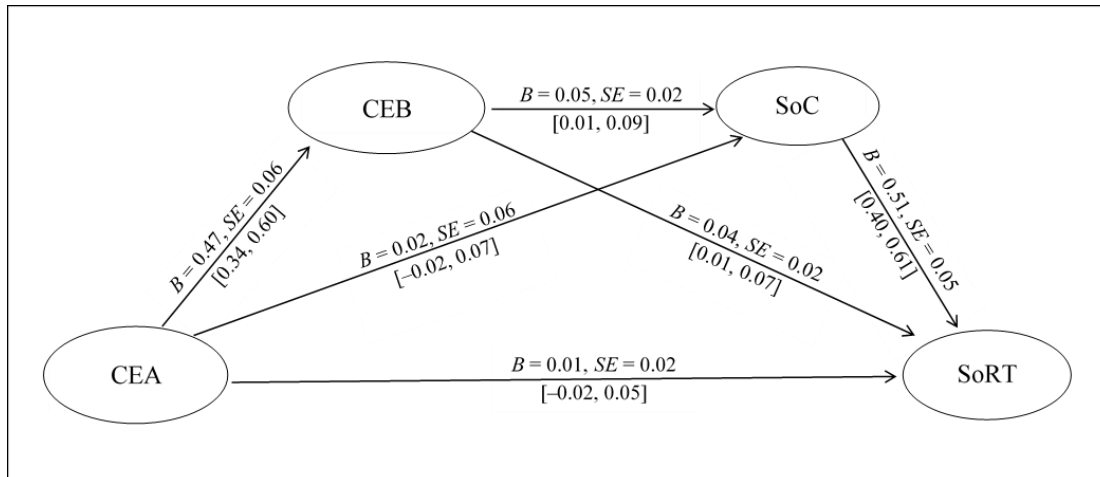 CEB
B = 0.05, SE = 0.02
[0.01, 0.09]
SoC
B = 0.47, SE = 0.06
[0.34, 0.60]
B = 0.02, SE = 0.06
[–0.02, 0.07]
B = 0.04, SE = 0.02
[0.01, 0.07]
B = 0.51, SE = 0.05
[0.40, 0.61]
CEA
B = 0.01, SE = 0.02
[–0.02, 0.05]
SoRT